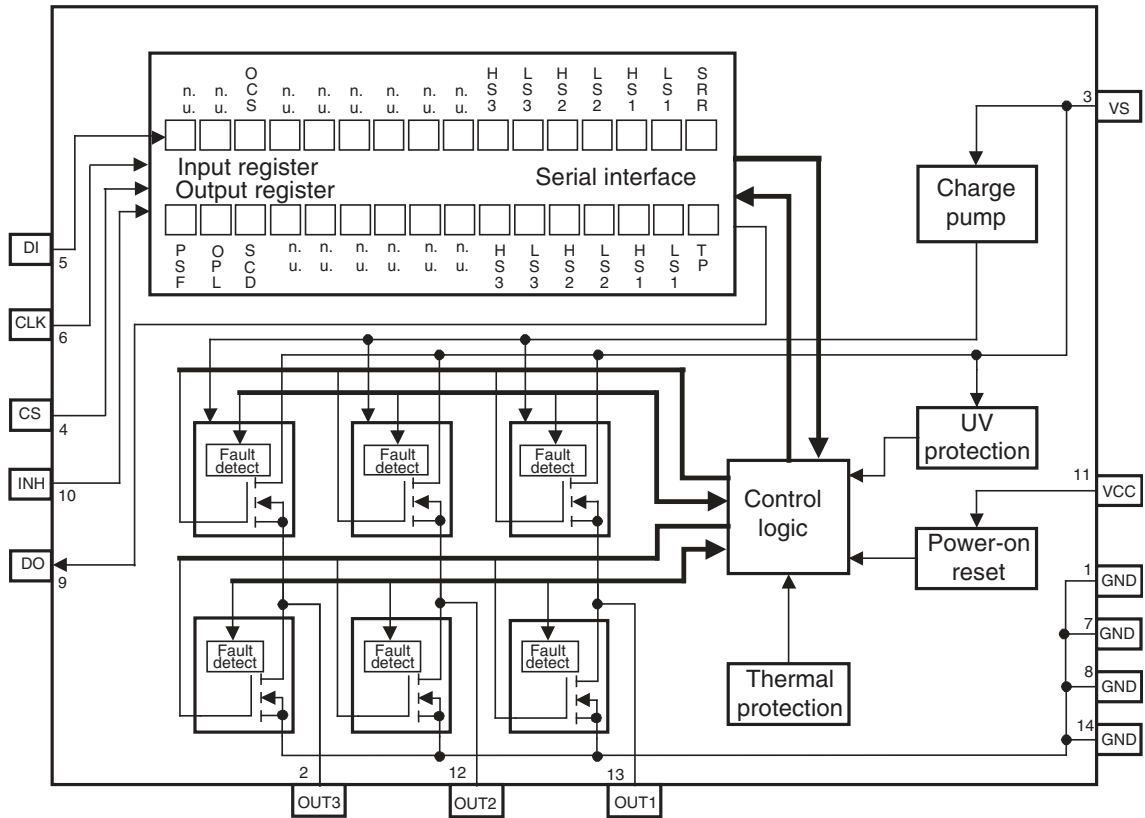 O C S
H S 3
L S 3
H S 2
L S 2
H S 1
L S 1
S R R
n. u.
n. u.
n. u.
n. u.
n. u.
n. u.
n. u.
n. u.
3
VS
Input register
Output register
Serial interface
Charge
pump
DI
5
P S F
O P L
S C D
n. u.
n. u.
n. u.
n. u.
n. u.
n. u.
H S 3
L S 3
H S 2
L S 2
H S 1
L S 1
T P
CLK
6
CS
4
UV
protection
Fault
detect
Fault
detect
Fault
detect
INH
10
Control
logic
11
VCC
Power-on
reset
DO
9
1
GND
7
GND
Fault
detect
Fault
detect
Fault
detect
Thermal
protection
8
GND
14
GND
2
12
13
OUT3
OUT2
OUT1